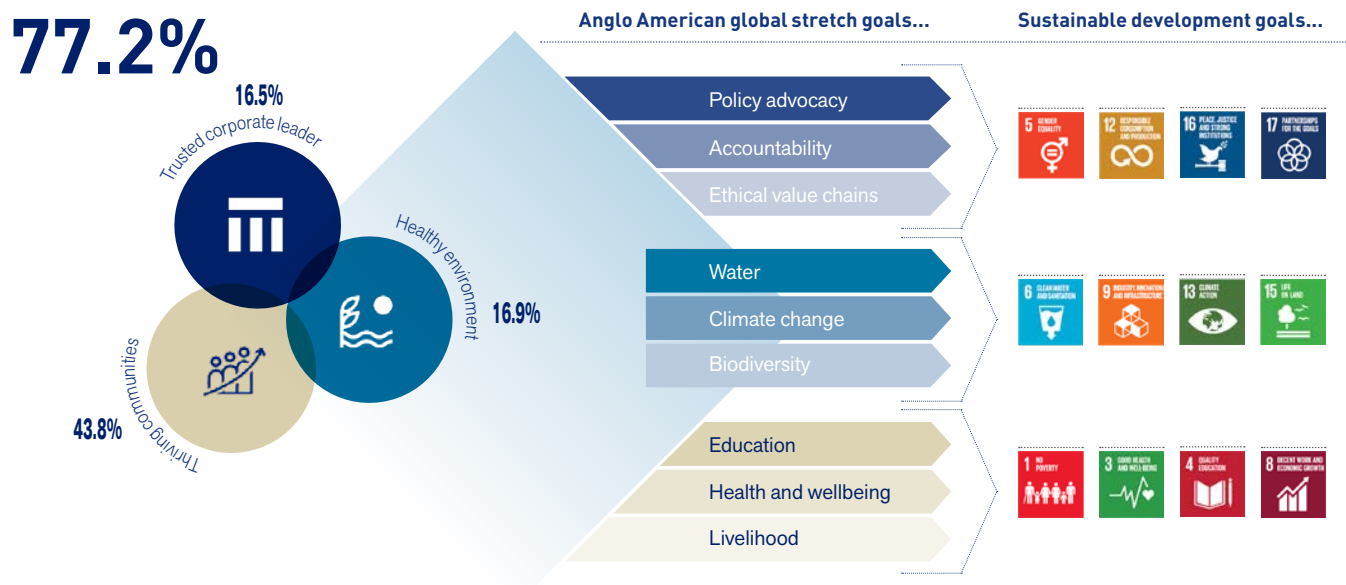 77.2%
16.5%
Trusted corporate leader
Healthy environment
16.9%
Thriving communities
43.8%
Anglo American global stretch goals...
Sustainable development goals...
Policy advocacy
Accountability
Ethical value chains
5 GENDER
EQUALITY
12 RESPONSIBLE
CONSUMPTION
AND PRODUCTION
16 PEACE, JUSTICE
AND STRONG
INSTITUTIONS
17 PARTNERSHIPS
FOR THE GOALS
Water
Climate change
Biodiversity
6 CLEAN WATER
AND SANITATION
9 INDUSTRY, INNOVATION
AND INFRASTRUCTURE
13 CLIMATE
ACTION
15 LIFE
ON LAND
Education
Health and wellbeing
Livelihood
1 NO
POVERTY
3 GOOD HEALTH
AND WELL-BEING
4 QUALITY
EDUCATION
8 DECENT WORK AND
ECONOMIC GROWTH